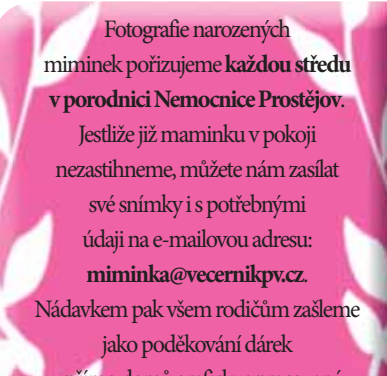 Fotografie narozených
miminek pořizujeme každou středu
v porodnici Nemocnice Prostějov.
Jestliže již maminku v pokoji
nezastihneme, můžete nám zasílat
své snímky i s potřebnými
údaji na e-mailovou adresu:
miminka@vecernikpv.cz.
Nádavkem pak všem rodičům zašleme
jako poděkování dárek